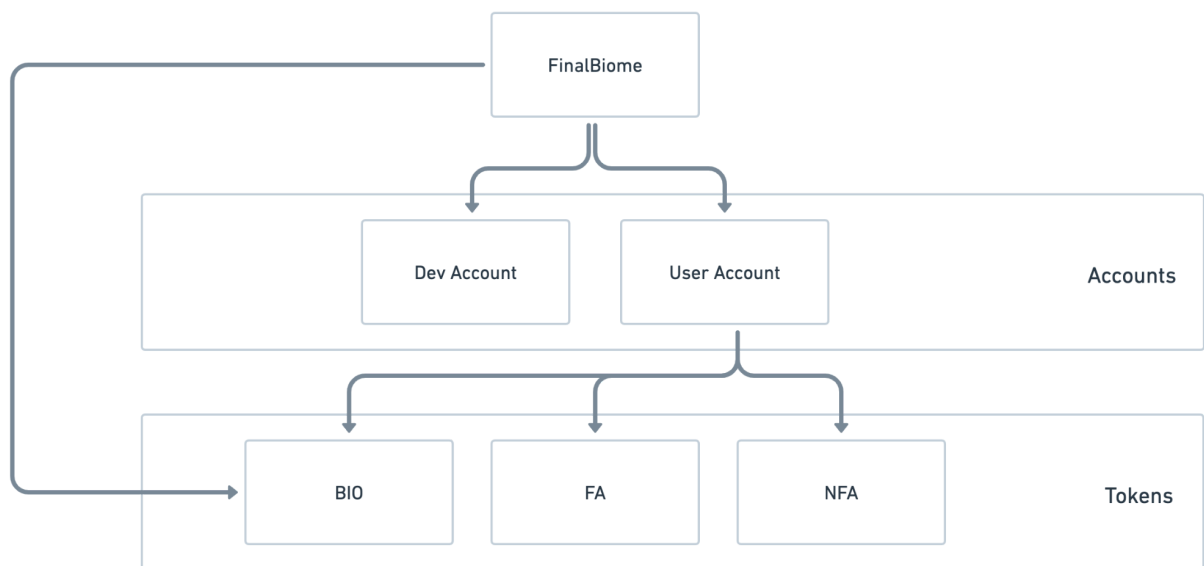 FinalBiome
Dev Account
User Account
Accounts
BIO
FA
NFA
Tokens